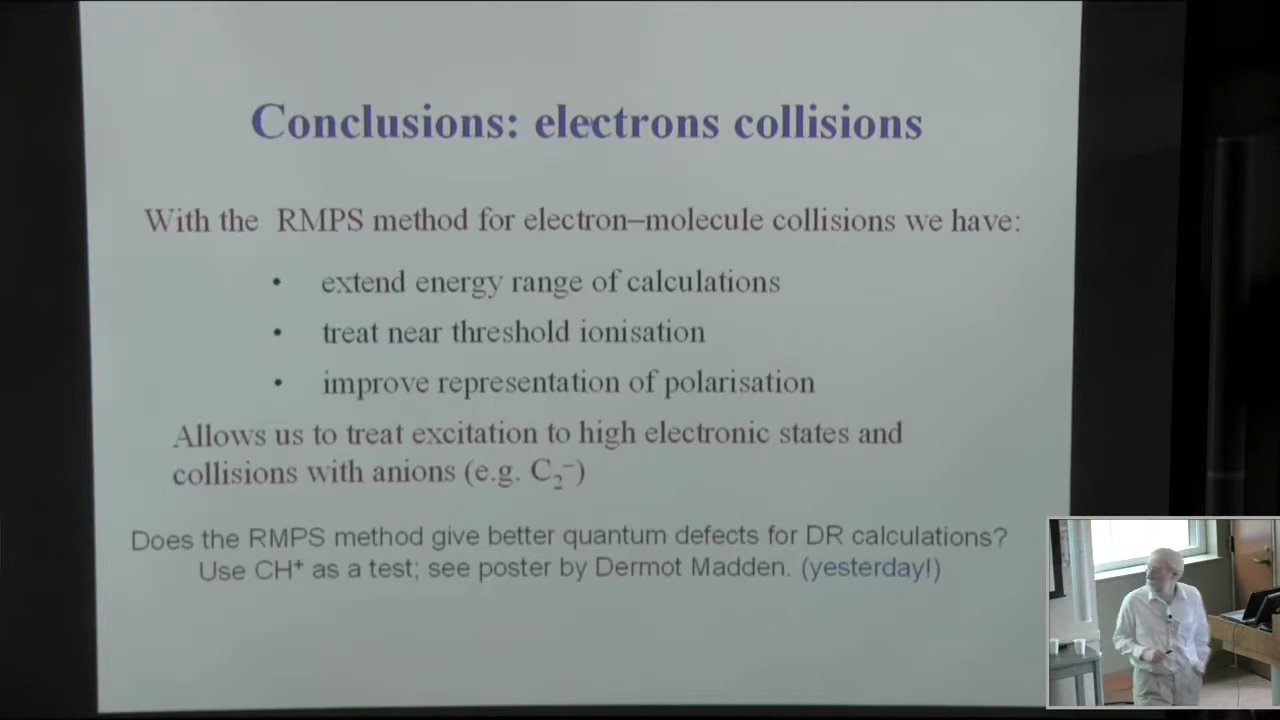 Conclusions: electrons collisions
With the RMPS method for electron–molecule collisions we have:
• extend energy range of calculations
• treat near threshold ionisation
• improve representation of polarisation
Allows us to treat excitation to high electronic states and
collisions with anions (e.g. C₂⁻)
Does the RMPS method give better quantum defects for DR calculations?
Use CH⁺ as a test; see poster by Dermot Madden. (yesterday!)